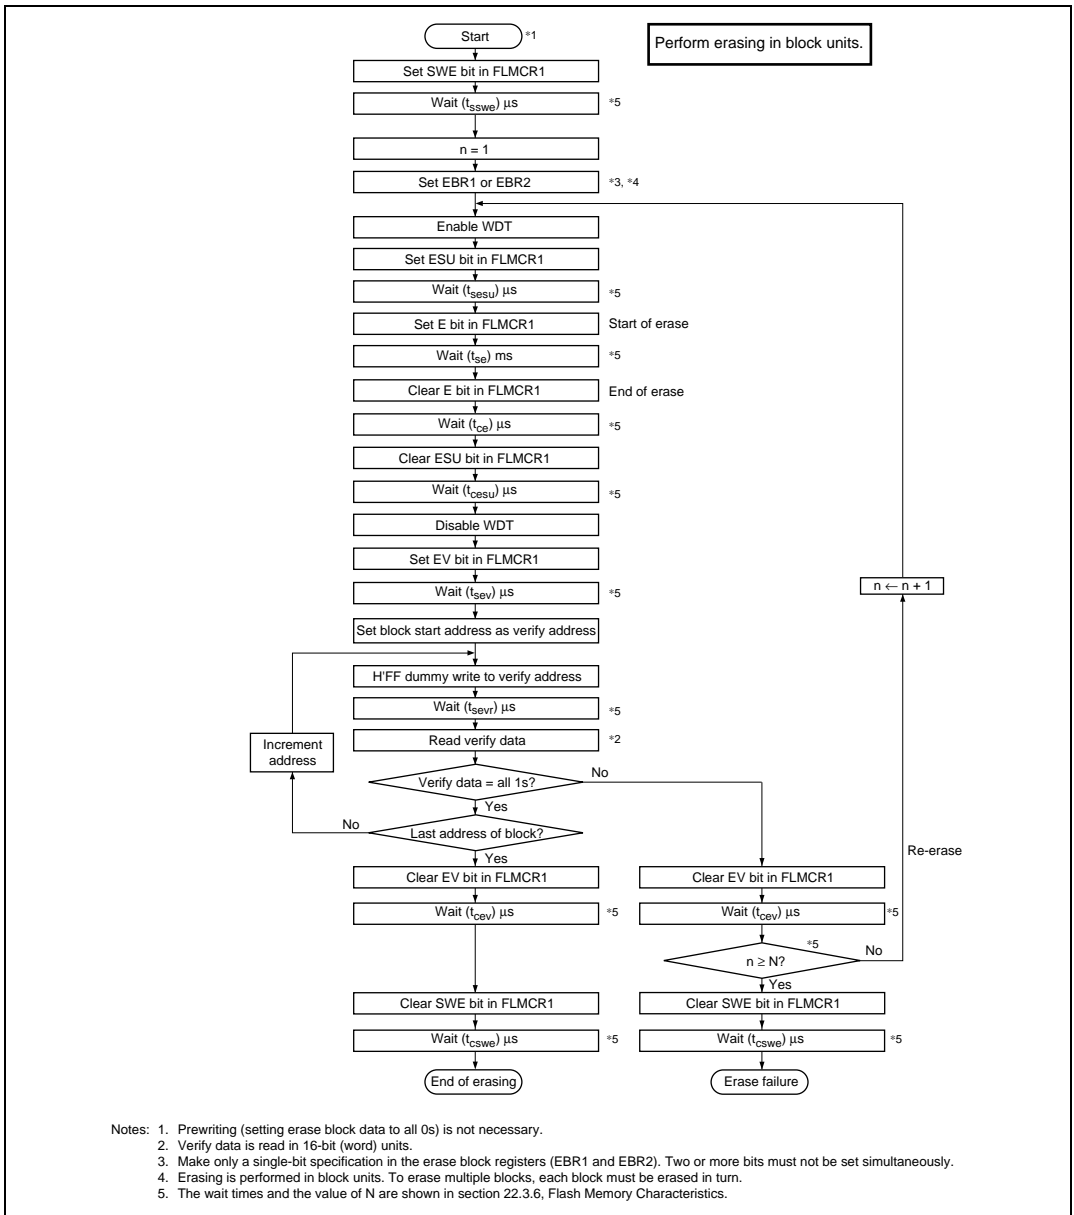 Start *1
Perform erasing in block units.
Set SWE bit in FLMCR1
Wait (tsswe) μs *5
n = 1
Set EBR1 or EBR2 *3, *4
Enable WDT
Set ESU bit in FLMCR1
Wait (tsesu) μs *5
Set E bit in FLMCR1 Start of erase
Wait (tse) ms *5
Clear E bit in FLMCR1 End of erase
Wait (tce) μs *5
Clear ESU bit in FLMCR1
Wait (tcesu) μs *5
Disable WDT
Set EV bit in FLMCR1
n ← n + 1
Wait (tsev) μs *5
Set block start address as verify address
H'FF dummy write to verify address
Wait (tsevr) μs *5
Increment
address
Read verify data *2
Verify data = all 1s? No
Yes
No Last address of block?
Yes
Re-erase
Clear EV bit in FLMCR1 Clear EV bit in FLMCR1
Wait (tcev) μs *5 Wait (tcev) μs *5
*5
n ≥ N? No
Yes
Clear SWE bit in FLMCR1 Clear SWE bit in FLMCR1
Wait (tcswe) μs *5 Wait (tcswe) μs *5
End of erasing Erase failure
Notes: 1. Prewriting (setting erase block data to all 0s) is not necessary.
2. Verify data is read in 16-bit (word) units.
3. Make only a single-bit specification in the erase block registers (EBR1 and EBR2). Two or more bits must not be set simultaneously.
4. Erasing is performed in block units. To erase multiple blocks, each block must be erased in turn.
5. The wait times and the value of N are shown in section 22.3.6, Flash Memory Characteristics.